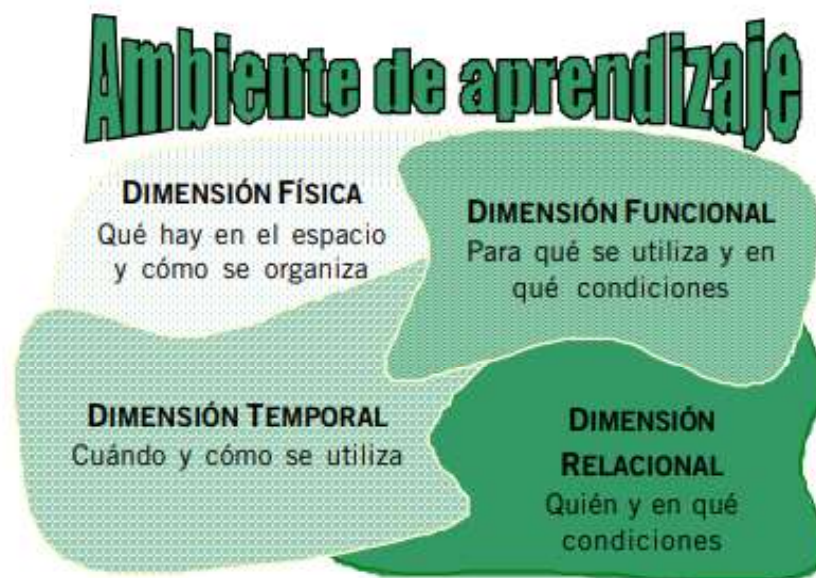 Ambiente de aprendizaje
DIMENSIÓN FÍSICA
Qué hay en el espacio
y cómo se organiza
DIMENSIÓN FUNCIONAL
Para qué se utiliza y en
qué condiciones
DIMENSIÓN TEMPORAL
Cuándo y cómo se utiliza
DIMENSIÓN
RELACIONAL
Quién y en qué
condiciones